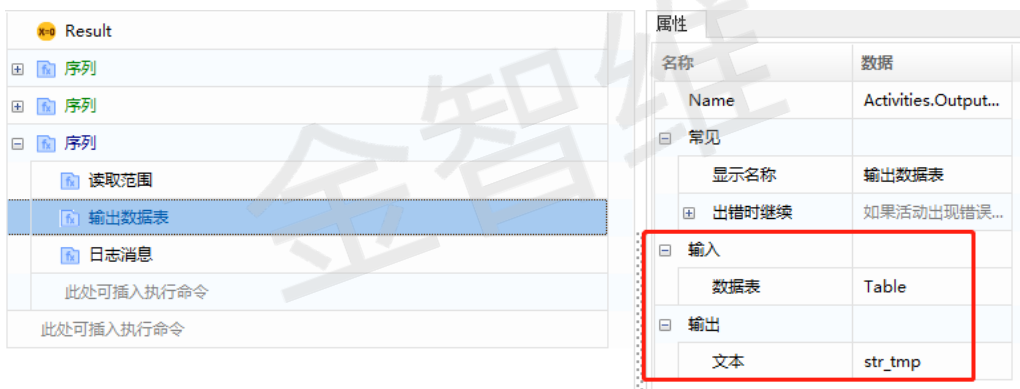 x=0 Result
序列
序列
序列
读取范围
输出数据表
日志消息
此处可插入执行命令
此处可插入执行命令
属性
名称 数据
Name Activities.Output...
常见
显示名称 输出数据表
出错时继续 如果活动出现错误...
输入
数据表 Table
输出
文本 str_tmp
金智维